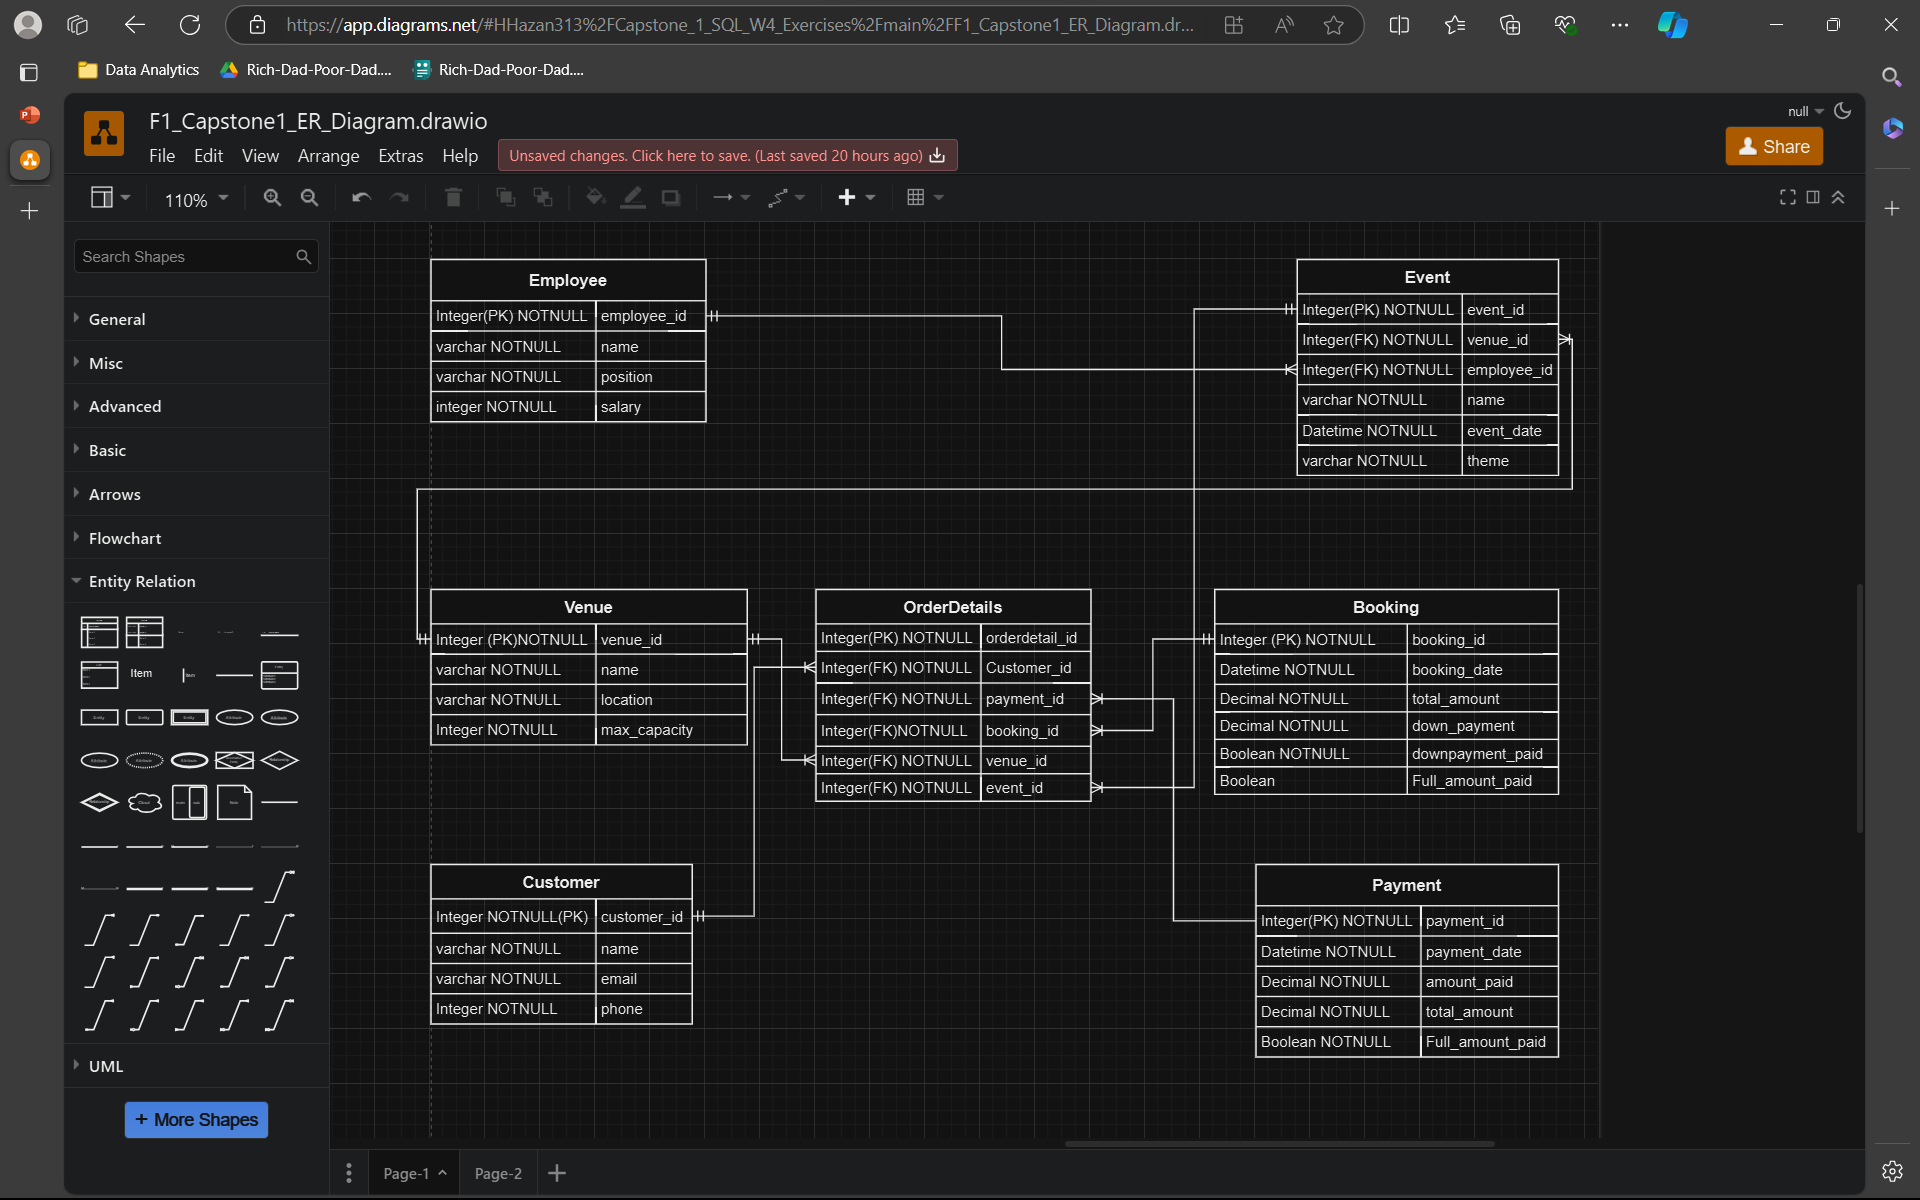 https://app.diagrams.net/#HHazan313%2FCapstone_1_SQL_W4_Exercises%2Fmain%2FF1_Capstone1_ER_Diagram.dr...
Data Analytics
Rich-Dad-Poor-Dad....
Rich-Dad-Poor-Dad....
F1_Capstone1_ER_Diagram.drawio
null
File Edit View Arrange Extras Help
Unsaved changes. Click here to save. (Last saved 20 hours ago)
Share
110%
Search Shapes
General
Misc
Advanced
Basic
Arrows
Flowchart
Entity Relation
Item
UML
+ More Shapes
Employee
Integer(PK) NOTNULL employee_id
varchar NOTNULL name
varchar NOTNULL position
integer NOTNULL salary
Event
Integer(PK) NOTNULL event_id
Integer(FK) NOTNULL venue_id
Integer(FK) NOTNULL employee_id
varchar NOTNULL name
Datetime NOTNULL event_date
varchar NOTNULL theme
Venue
Integer (PK)NOTNULL venue_id
varchar NOTNULL name
varchar NOTNULL location
Integer NOTNULL max_capacity
OrderDetails
Integer(PK) NOTNULL orderdetail_id
Integer(FK) NOTNULL Customer_id
Integer(FK) NOTNULL payment_id
Integer(FK)NOTNULL booking_id
Integer(FK) NOTNULL venue_id
Integer(FK) NOTNULL event_id
Booking
Integer (PK) NOTNULL booking_id
Datetime NOTNULL booking_date
Decimal NOTNULL total_amount
Decimal NOTNULL down_payment
Boolean NOTNULL downpayment_paid
Boolean Full_amount_paid
Customer
Integer NOTNULL(PK) customer_id
varchar NOTNULL name
varchar NOTNULL email
Integer NOTNULL phone
Payment
Integer(PK) NOTNULL payment_id
Datetime NOTNULL payment_date
Decimal NOTNULL amount_paid
Decimal NOTNULL total_amount
Boolean NOTNULL Full_amount_paid
Page-1
Page-2